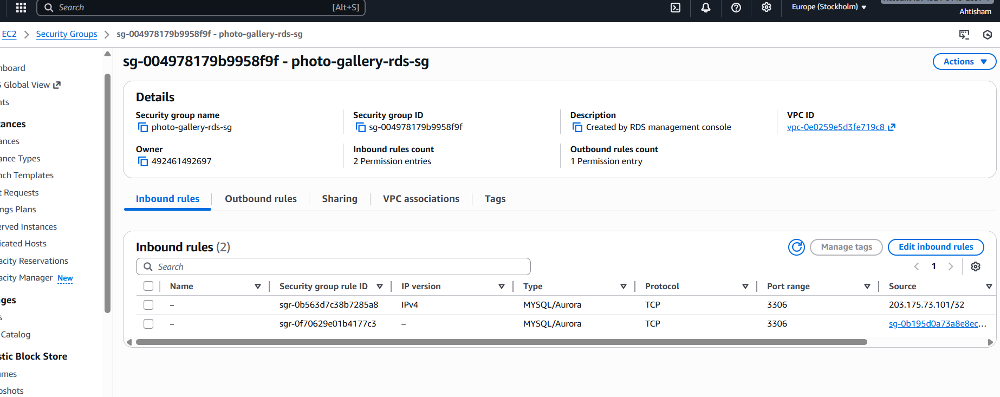 Search [Alt+S] Europe (Stockholm)
Ahtisham
EC2 Security Groups sg-004978179b9958f9f - photo-gallery-rds-sg
sg-004978179b9958f9f - photo-gallery-rds-sg
Actions
nboard
S Global View
nts
tances
ances
ance Types
nch Templates
t Requests
ngs Plans
erved Instances
icated Hosts
acity Reservations
acity Manager New
ges
s
Catalog
stic Block Store
umes
pshots
Details
Security group name
photo-gallery-rds-sg
Security group ID
sg-004978179b9958f9f
Description
Created by RDS management console
VPC ID
vpc-0e0259e5d3fe719c8
Owner
492461492697
Inbound rules count
2 Permission entries
Outbound rules count
1 Permission entry
Inbound rules Outbound rules Sharing VPC associations Tags
Inbound rules (2)
Manage tags Edit inbound rules
Search
1
Name Security group rule ID IP version Type Protocol Port range Source
– sgr-0b563d7c38b7285a8 IPv4 MYSQL/Aurora TCP 3306 203.175.73.101/32
– sgr-0f70629e01b4177c3 – MYSQL/Aurora TCP 3306 sg-0b195d0a73a8e8ec...